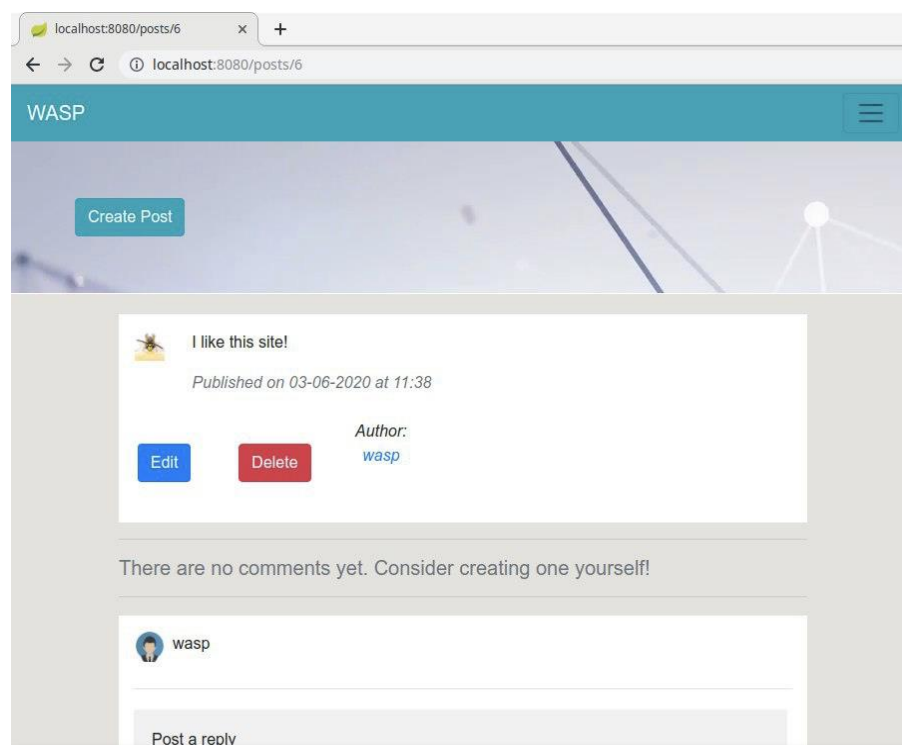 localhost:8080/posts/6
localhost:8080/posts/6
WASP
Create Post
I like this site!
Published on 03-06-2020 at 11:38
Author:
wasp
Edit
Delete
There are no comments yet. Consider creating one yourself!
wasp
Post a reply